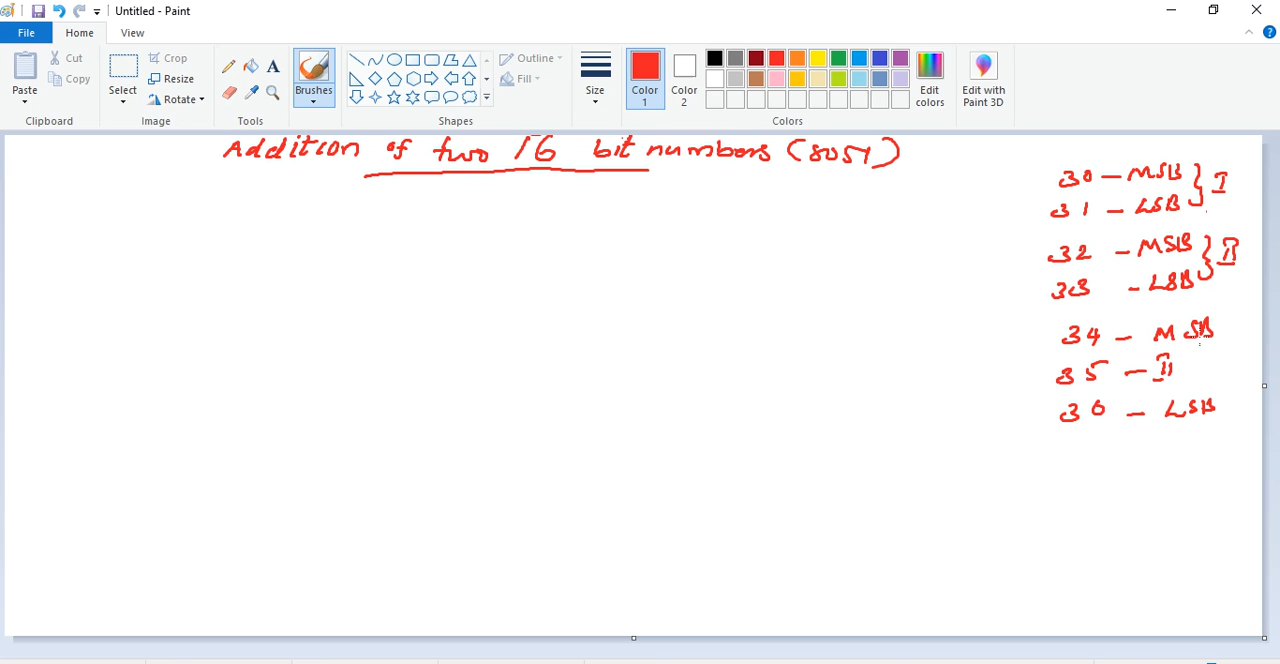 Untitled - Paint
File Home View
Paste
Cut
Copy
Clipboard
Select
Crop
Resize
Rotate
Image
A
Tools
Brushes
Shapes
Outline
Fill
Size
Color 1
Color 2
Colors
Edit colors
Edit with Paint 3D
Addition of two 16 bit numbers (8051)
30 - MSB } I
31 - LSB
32 - MSB } II
33 - LSB
34 - MSB
35 - II
36 - LSB